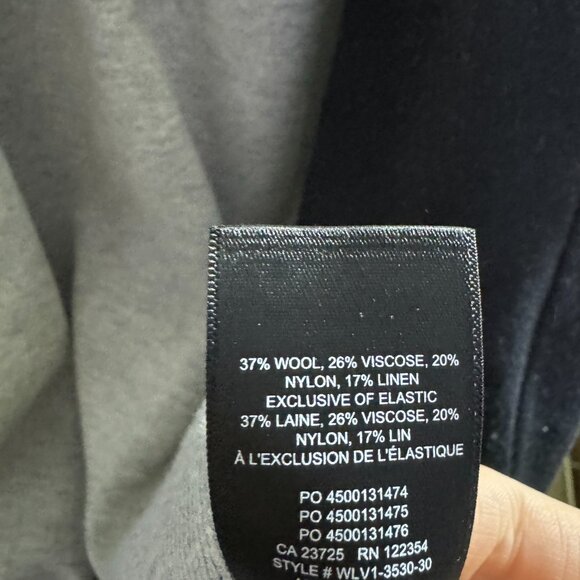 37% WOOL, 26% VISCOSE, 20%
NYLON, 17% LINEN
EXCLUSIVE OF ELASTIC
37% LAINE, 26% VISCOSE, 20%
NYLON, 17% LIN
À L'EXCLUSION DE L'ÉLASTIQUE
PO 4500131474
PO 4500131475
PO 4500131476
CA 23725 RN 122354
STYLE # WLV1-3530-30